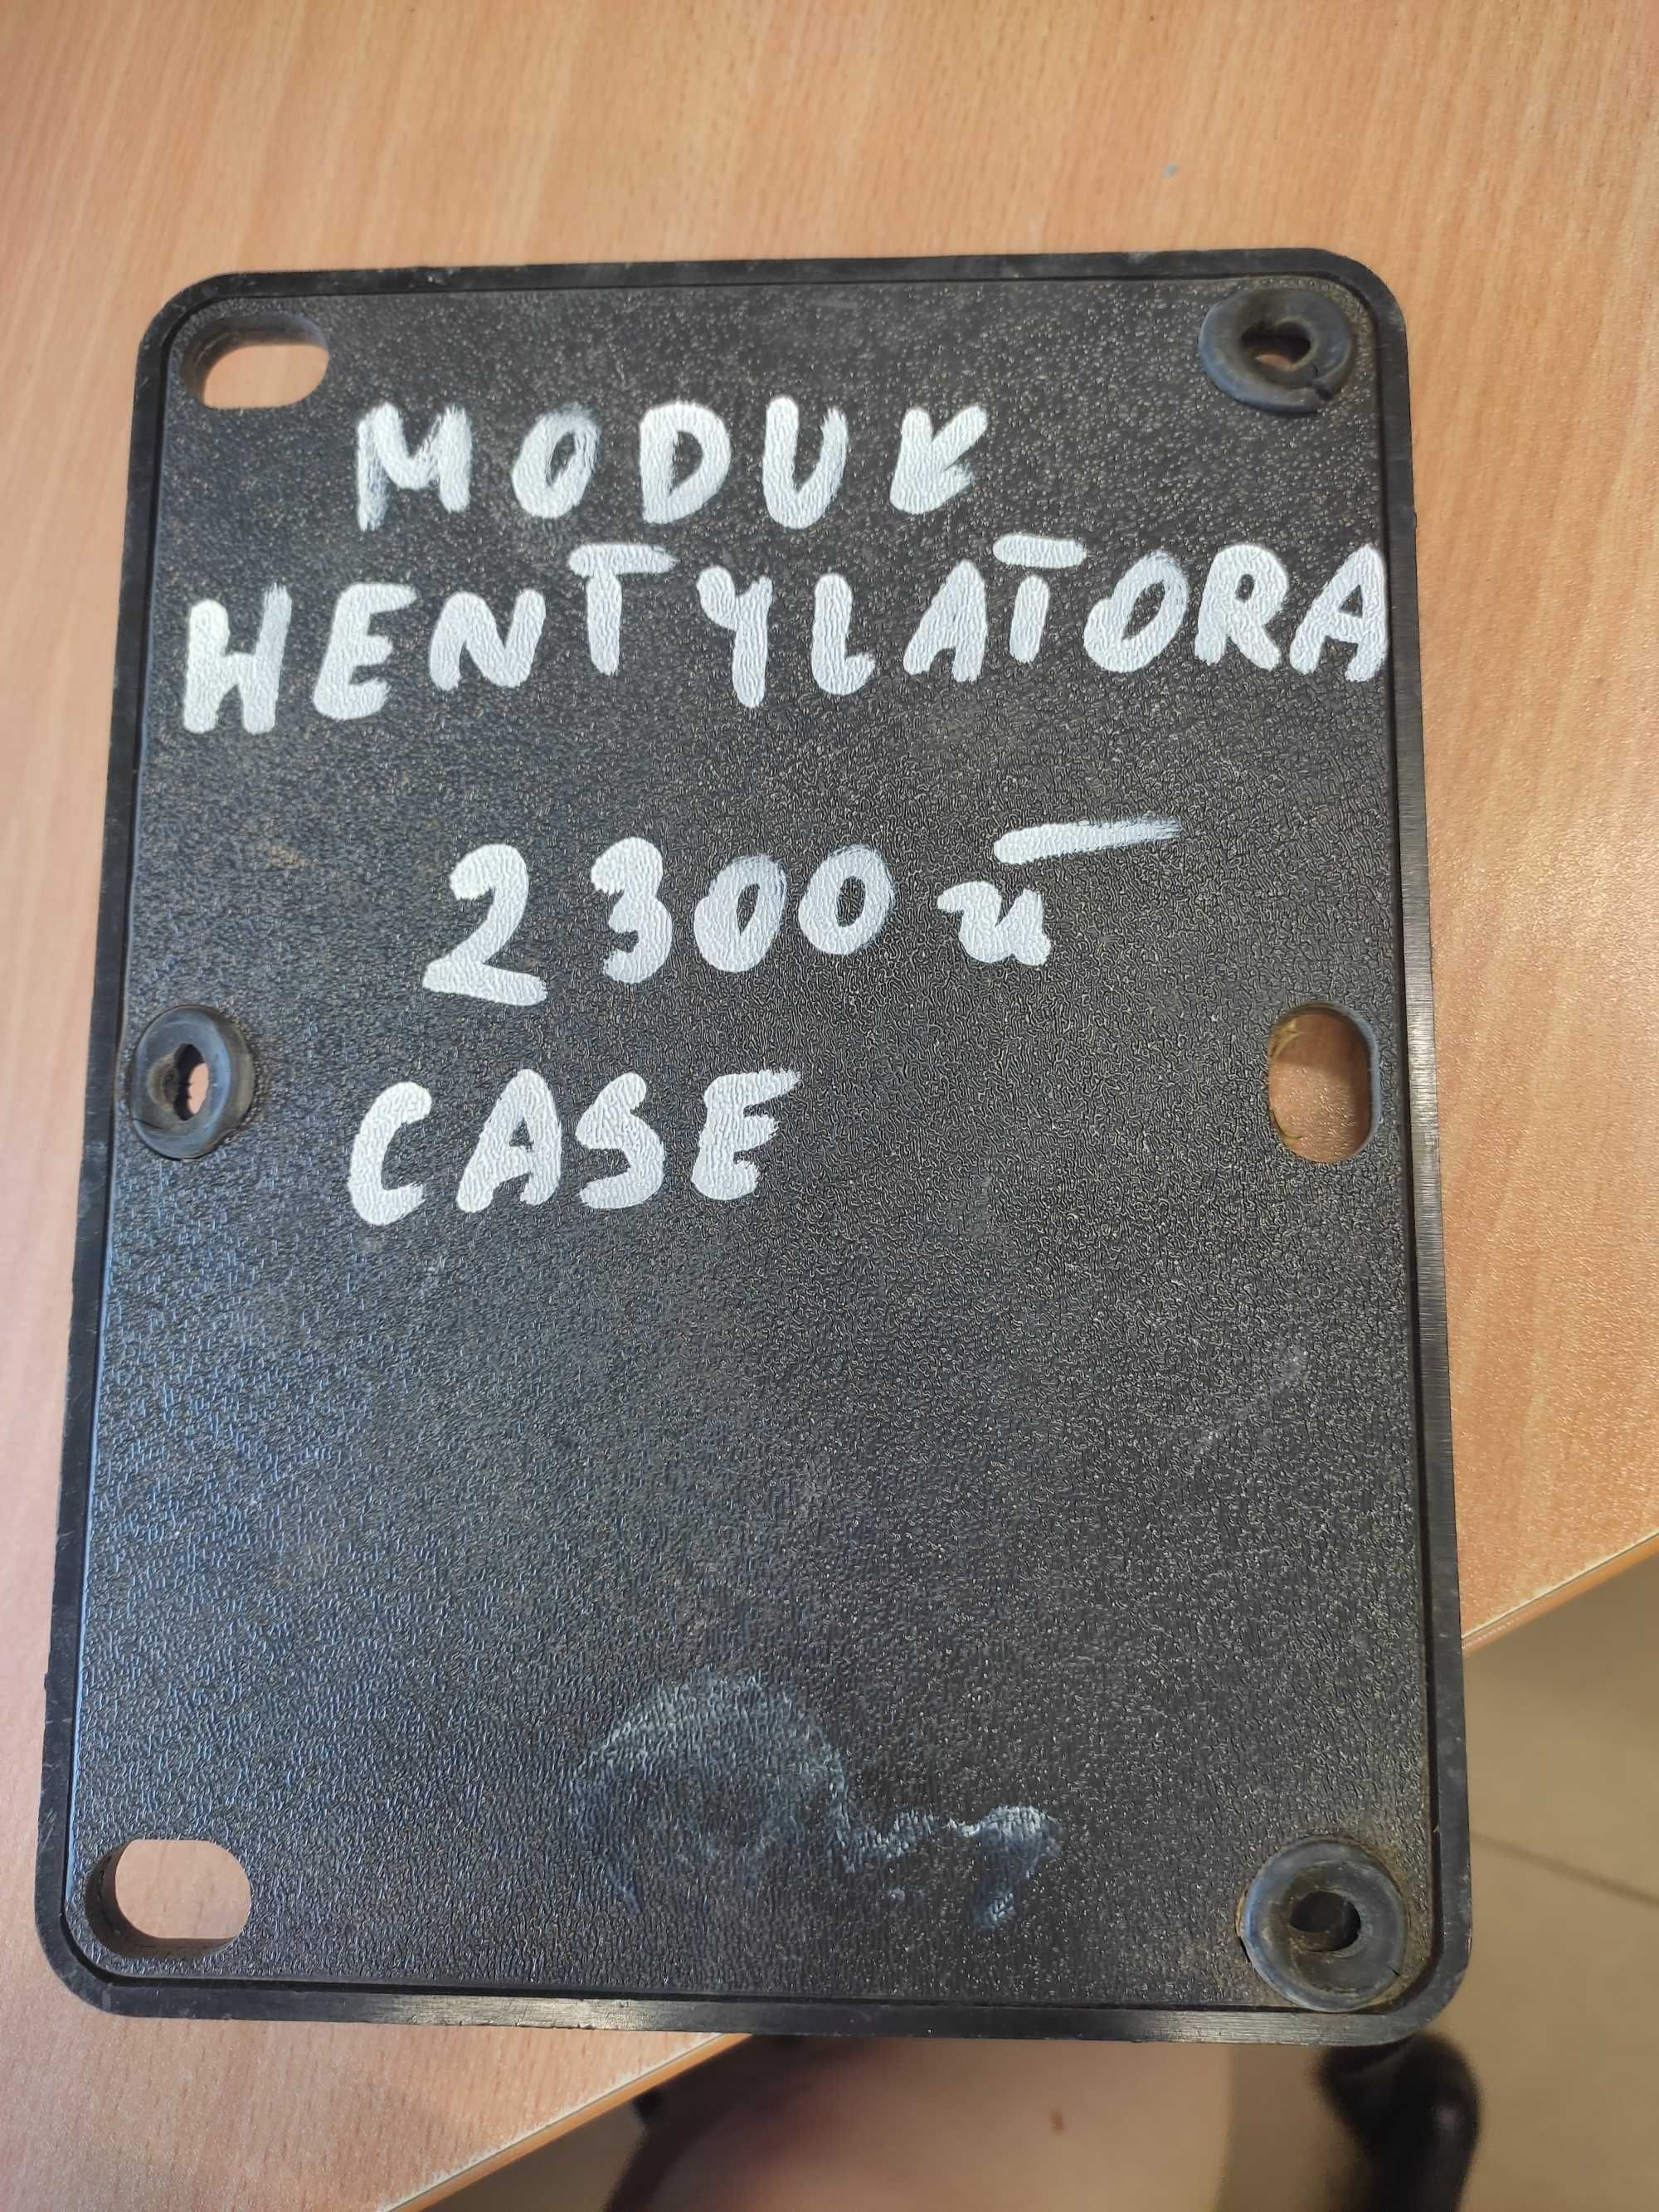 MODUŁ
WENTYLATORA
2300 zł
CASE